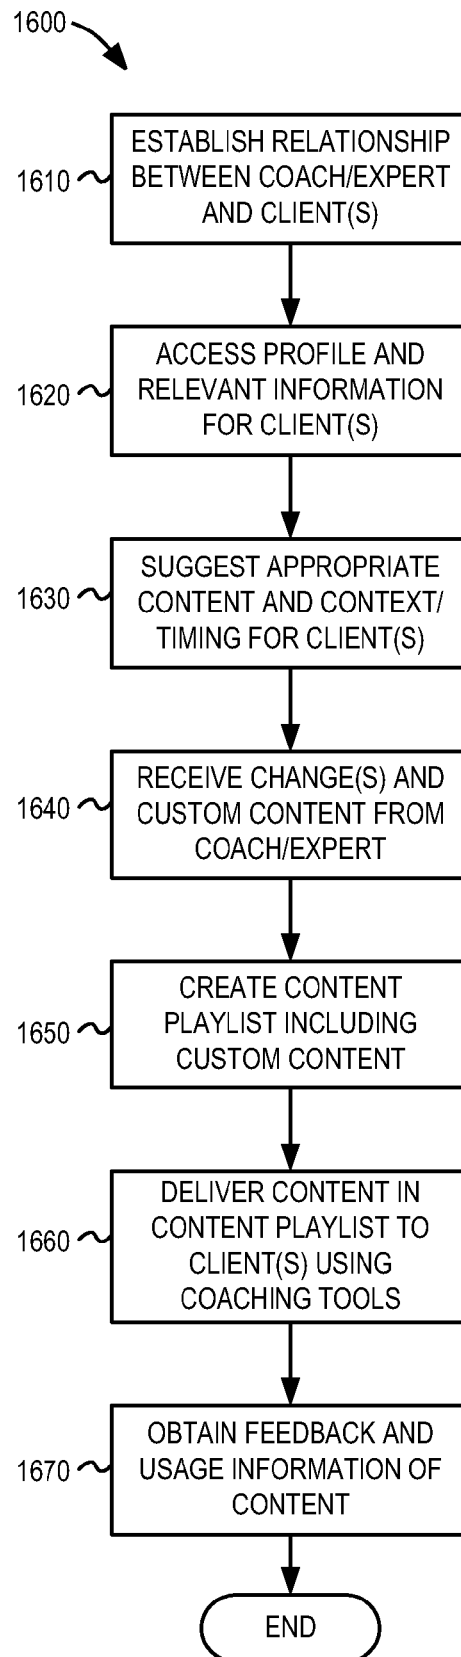 1600
1610
ESTABLISH RELATIONSHIP
BETWEEN COACH/EXPERT
AND CLIENT(S)
1620
ACCESS PROFILE AND
RELEVANT INFORMATION
FOR CLIENT(S)
1630
SUGGEST APPROPRIATE
CONTENT AND CONTEXT/
TIMING FOR CLIENT(S)
1640
RECEIVE CHANGE(S) AND
CUSTOM CONTENT FROM
COACH/EXPERT
1650
CREATE CONTENT
PLAYLIST INCLUDING
CUSTOM CONTENT
1660
DELIVER CONTENT IN
CONTENT PLAYLIST TO
CLIENT(S) USING
COACHING TOOLS
1670
OBTAIN FEEDBACK AND
USAGE INFORMATION OF
CONTENT
END